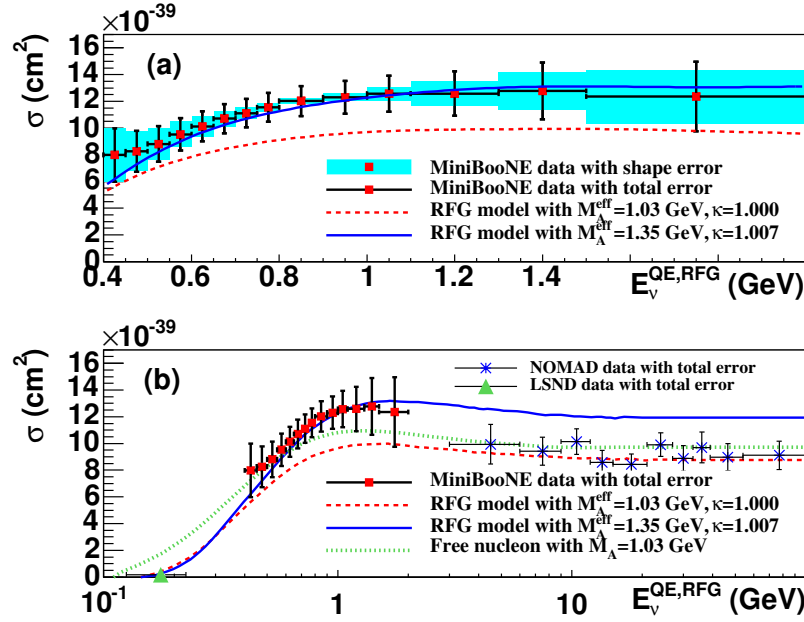 ×10⁻³⁹
σ (cm²)
16
14
12
10
8
6
4
2
0
(a)
MiniBooNE data with shape error
MiniBooNE data with total error
RFG model with M_A^eff=1.03 GeV, κ=1.000
RFG model with M_A^eff=1.35 GeV, κ=1.007
0.4 0.6 0.8 1 1.2 1.4
E_ν^QE,RFG (GeV)
×10⁻³⁹
σ (cm²)
16
14
12
10
8
6
4
2
0
(b)
NOMAD data with total error
LSND data with total error
MiniBooNE data with total error
RFG model with M_A^eff=1.03 GeV, κ=1.000
RFG model with M_A^eff=1.35 GeV, κ=1.007
Free nucleon with M_A=1.03 GeV
10⁻¹ 1 10
E_ν^QE,RFG (GeV)